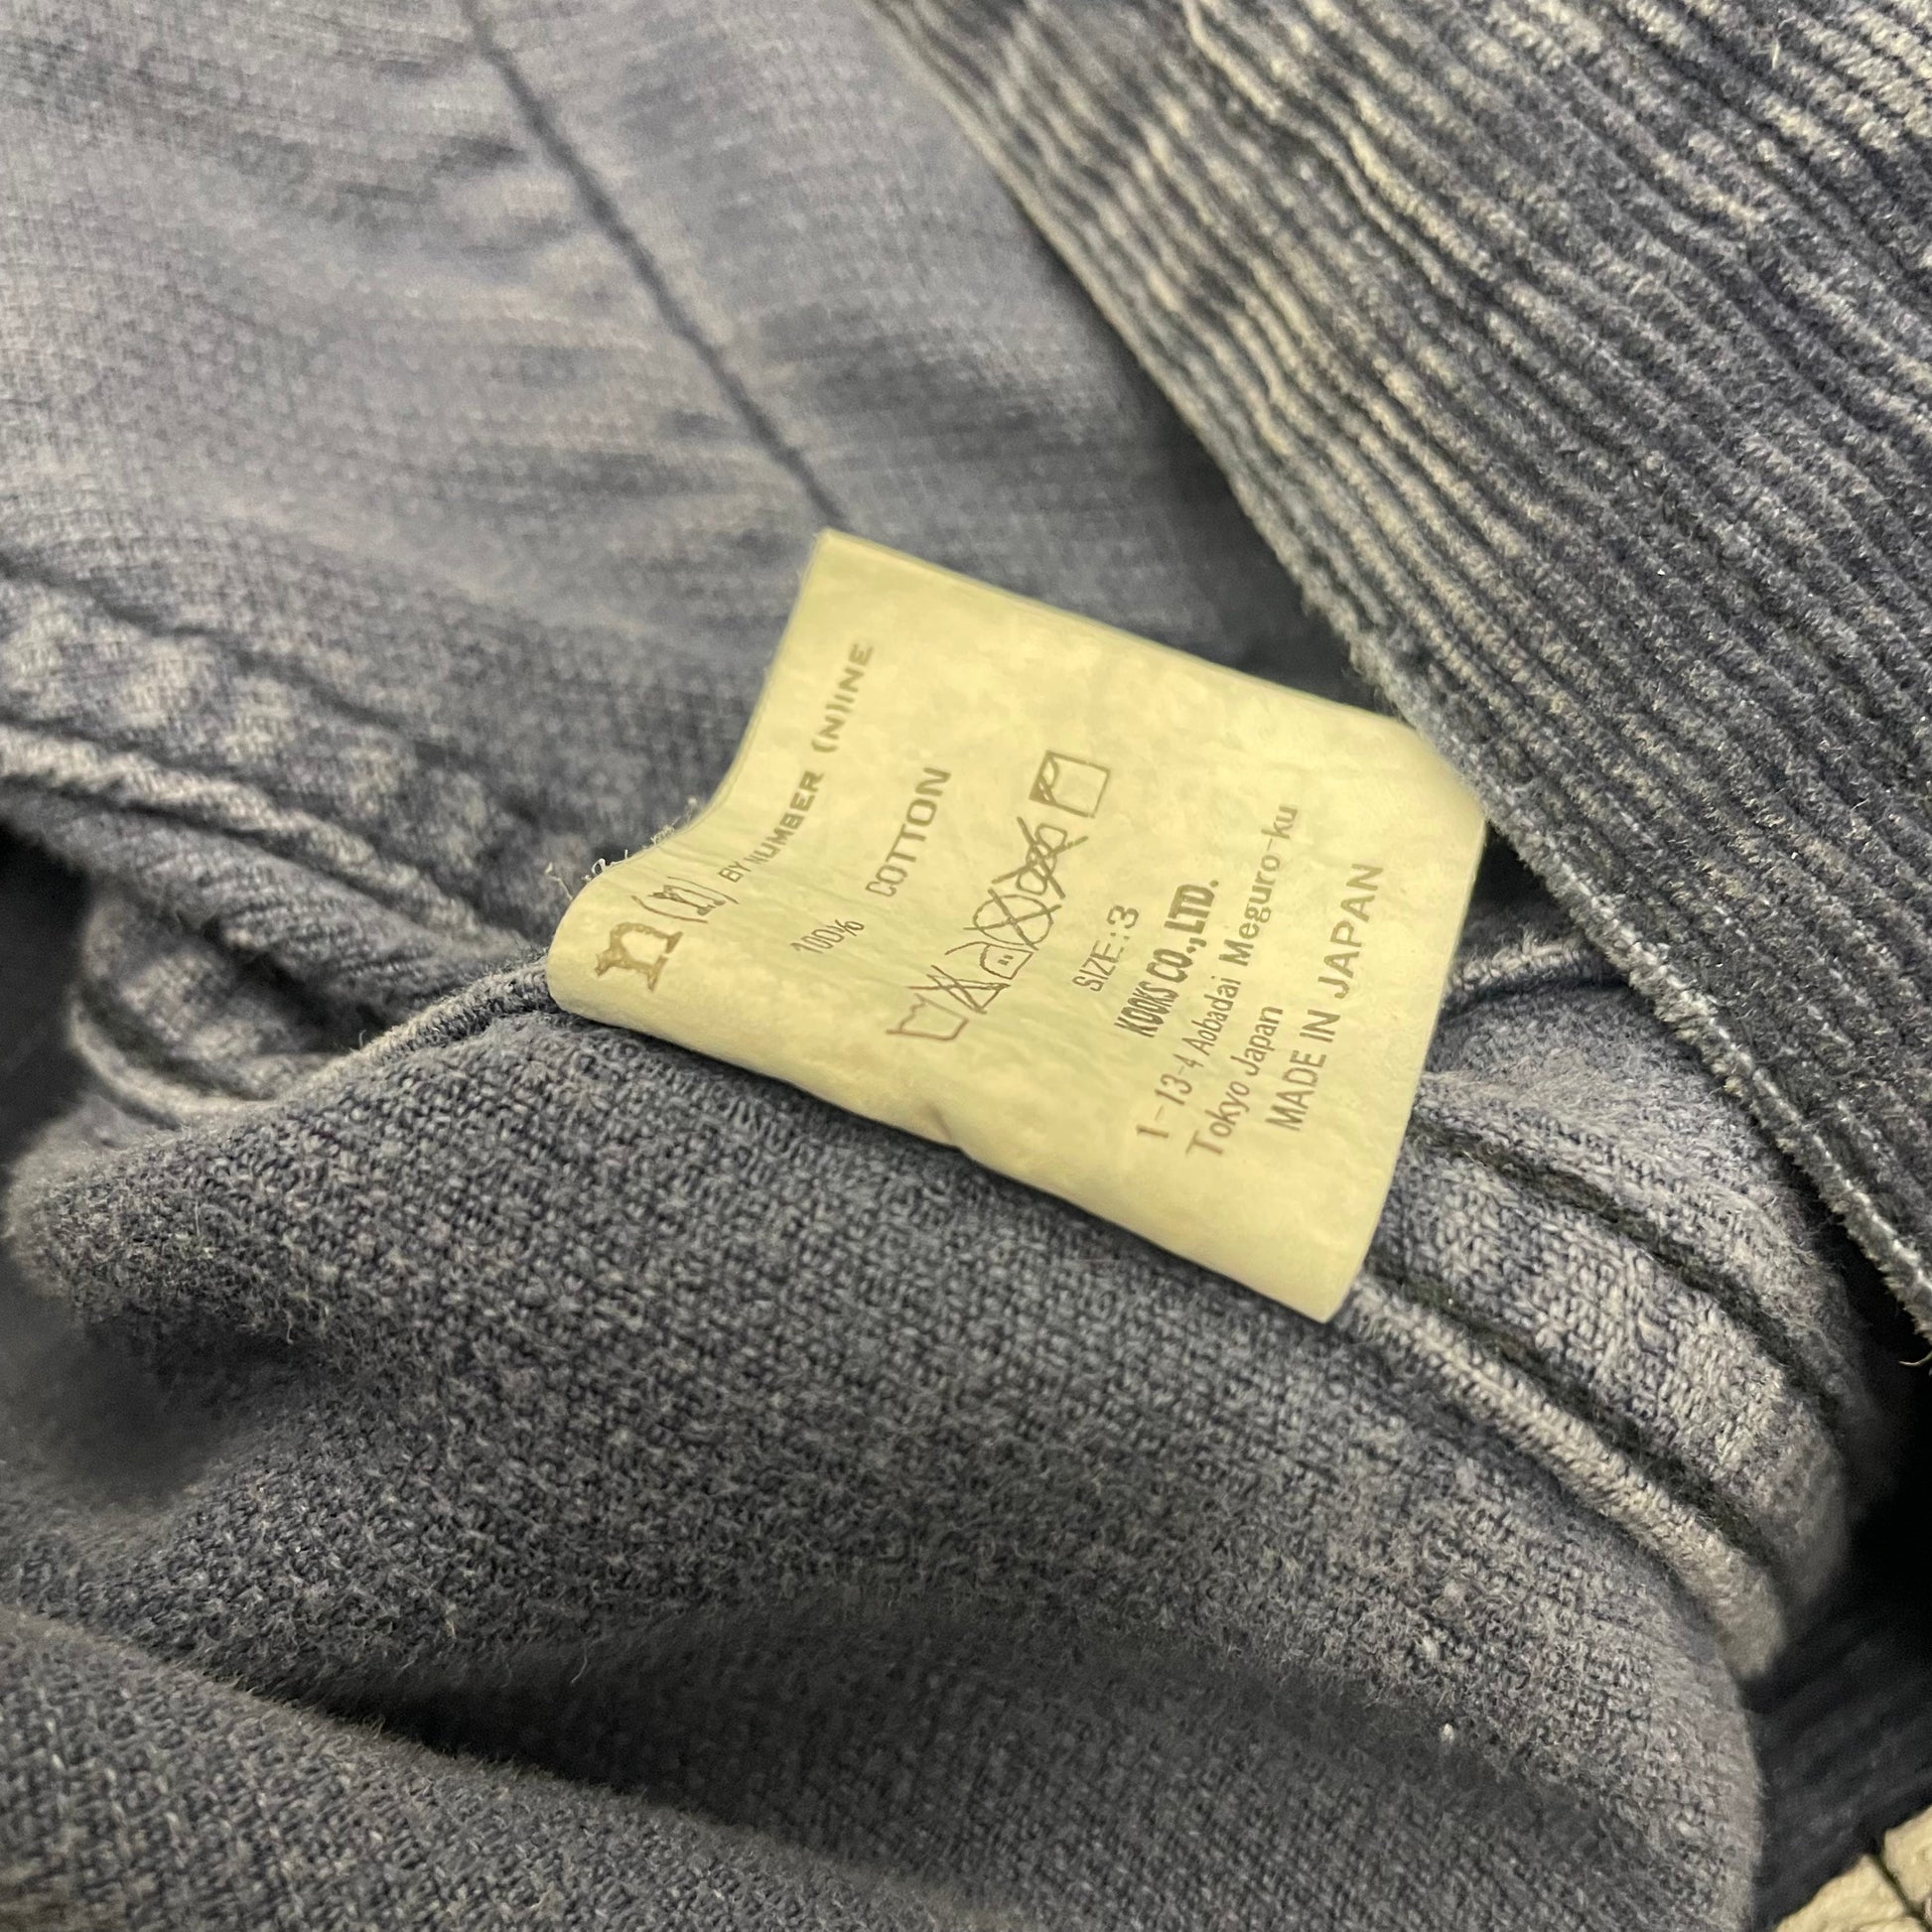 n(n) BY NUMBER (N)INE
100% COTTON
SIZE:3
KOOKS CO.,LTD.
1-13-4 Aobadai Meguro-ku
Tokyo Japan
MADE IN JAPAN